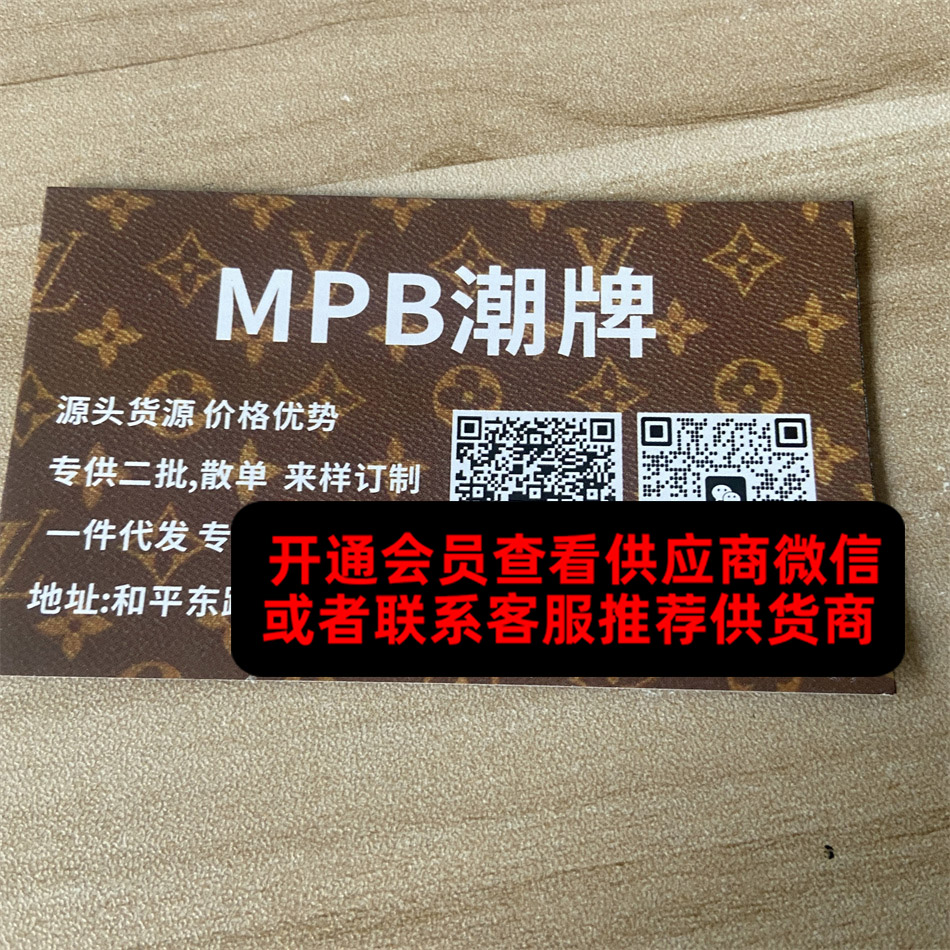 MPB潮牌
源头货源 价格优势
专供二批,散单 来样订制
一件代发 专
地址:和平东
开通会员查看供应商微信
或者联系客服推荐供货商